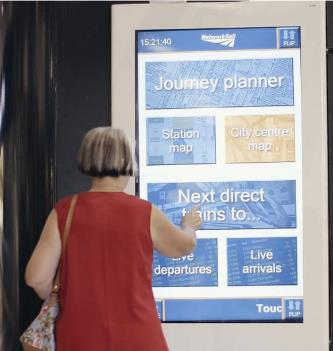 15:21:40 NetworkRail FLIP
Journey planner
Station City centre
map map
Next direct
trains to...
Live Live
departures arrivals
Touc FLIP